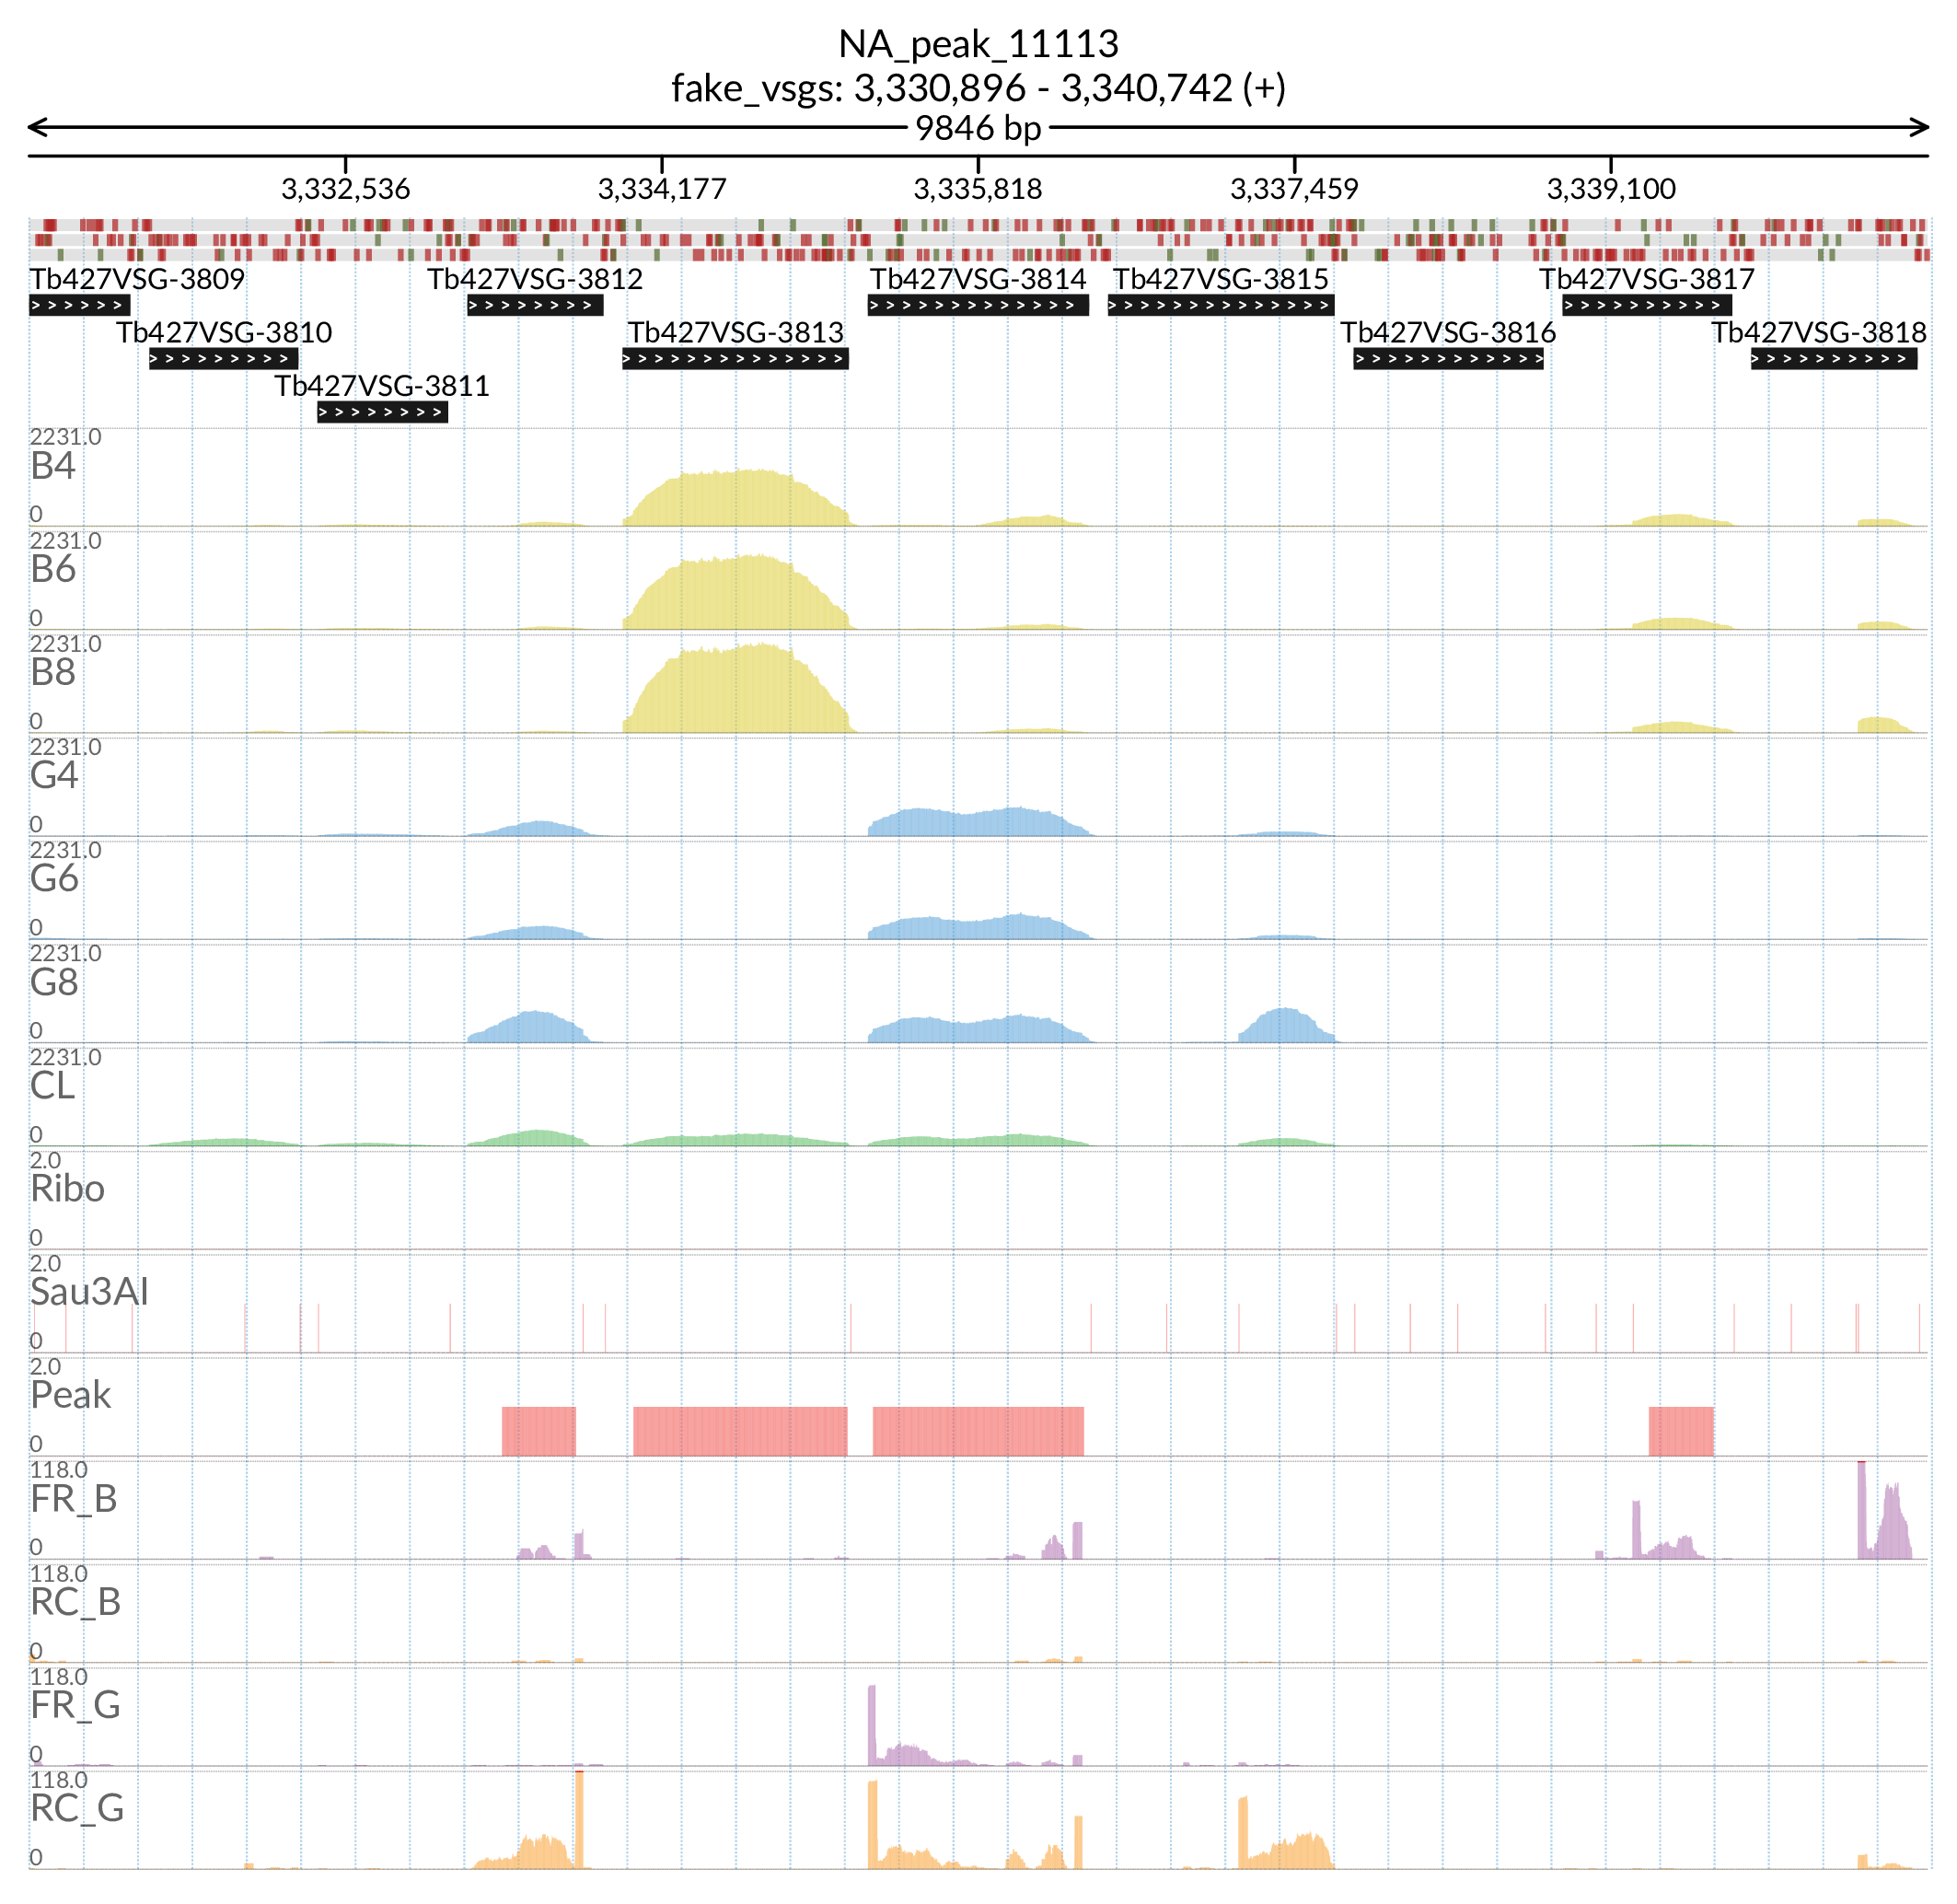 NA_peak_11113
fake_vsgs: 3,330,896 - 3,340,742 (+)
9846 bp
3,332,536 3,334,177 3,335,818 3,337,459 3,339,100
Tb427VSG-3809 Tb427VSG-3812 Tb427VSG-3814 Tb427VSG-3815 Tb427VSG-3817
Tb427VSG-3810 Tb427VSG-3813 Tb427VSG-3816 Tb427VSG-3818
Tb427VSG-3811
2231.0
B4
0
2231.0
B6
0
2231.0
B8
0
2231.0
G4
0
2231.0
G6
0
2231.0
G8
0
2231.0
CL
0
2.0
Ribo
0
2.0
Sau3AI
0
2.0
Peak
0
118.0
FR_B
0
118.0
RC_B
0
118.0
FR_G
0
118.0
RC_G
0